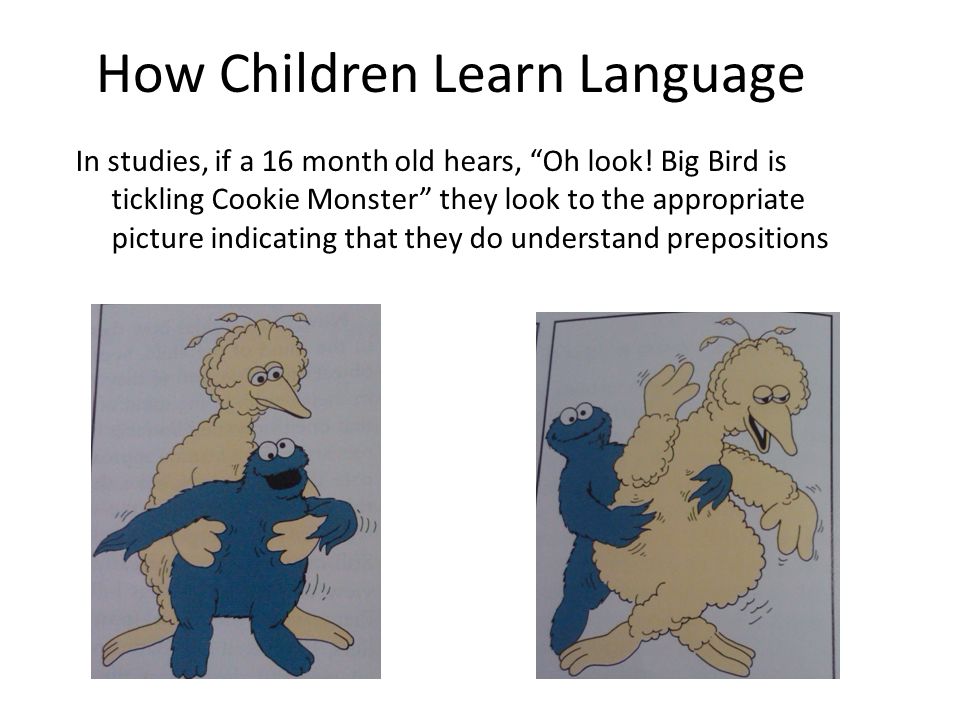 How Children Learn Language
In studies, if a 16 month old hears, “Oh look! Big Bird is
tickling Cookie Monster” they look to the appropriate
picture indicating that they do understand prepositions